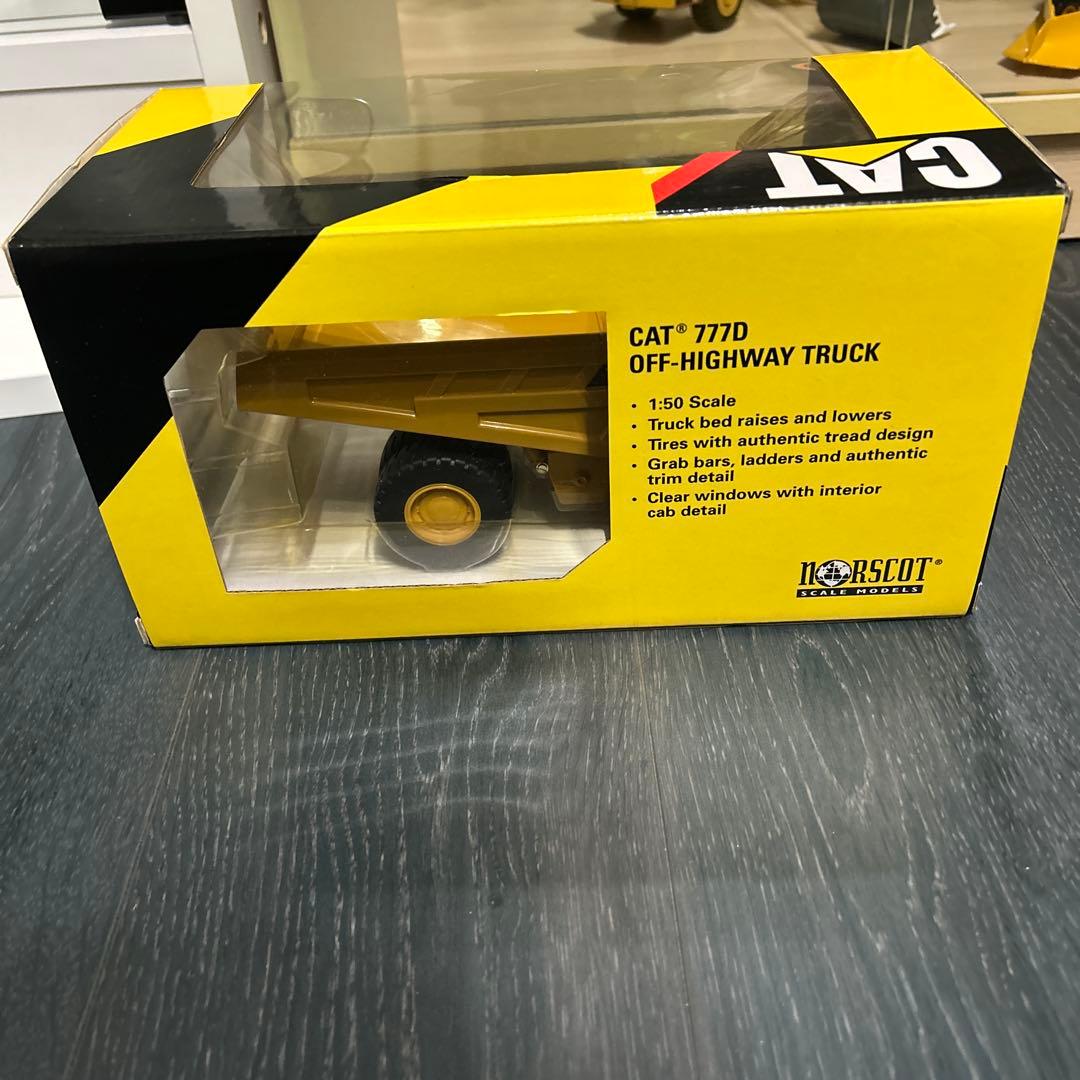 CAT
CAT® 777D
OFF-HIGHWAY TRUCK
• 1:50 Scale
• Truck bed raises and lowers
• Tires with authentic tread design
• Grab bars, ladders and authentic
trim detail
• Clear windows with interior
cab detail
NORSCOT®
SCALE MODELS